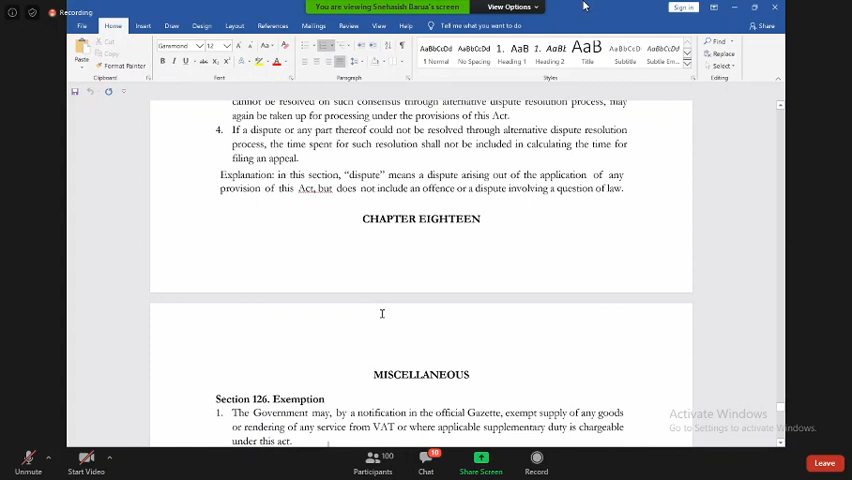 You are viewing Snehasish Barua's screen
View Options
Recording
Sign in
File Home Insert Draw Design Layout References Mailings Review View Help Tell me what you want to do Share
Paste
Cut
Copy
Format Painter
Garamond 12
AaBbCcDd AaBbCcDd 1. AaB 1. AaBb AaB AaBbCcD AaBbCcDd
¶ Normal No Spacing Heading 1 Heading 2 Title Subtitle Subtle Em...
Find
Replace
Select
Clipboard Font Paragraph Styles Editing
cannot be resolved on such consensus through alternative dispute resolution process, may
again be taken up for processing under the provisions of this Act.
4. If a dispute or any part thereof could not be resolved through alternative dispute resolution
process, the time spent for such resolution shall not be included in calculating the time for
filing an appeal.
Explanation: in this section, “dispute” means a dispute arising out of the application of any
provision of this Act, but does not include an offence or a dispute involving a question of law.
CHAPTER EIGHTEEN
MISCELLANEOUS
Section 126. Exemption
1. The Government may, by a notification in the official Gazette, exempt supply of any goods
or rendering of any service from VAT or where applicable supplementary duty is chargeable
under this act.
Activate Windows
Go to Settings to activate Windows.
Unmute Start Video Participants 100 Chat 10 Share Screen Record Leave